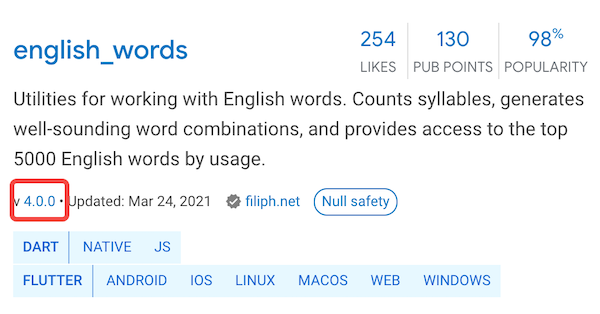 english_words
254 130 98%
LIKES PUB POINTS POPULARITY
Utilities for working with English words. Counts syllables, generates
well-sounding word combinations, and provides access to the top
5000 English words by usage.
v 4.0.0 • Updated: Mar 24, 2021 filiph.net Null safety
DART NATIVE JS
FLUTTER ANDROID IOS LINUX MACOS WEB WINDOWS